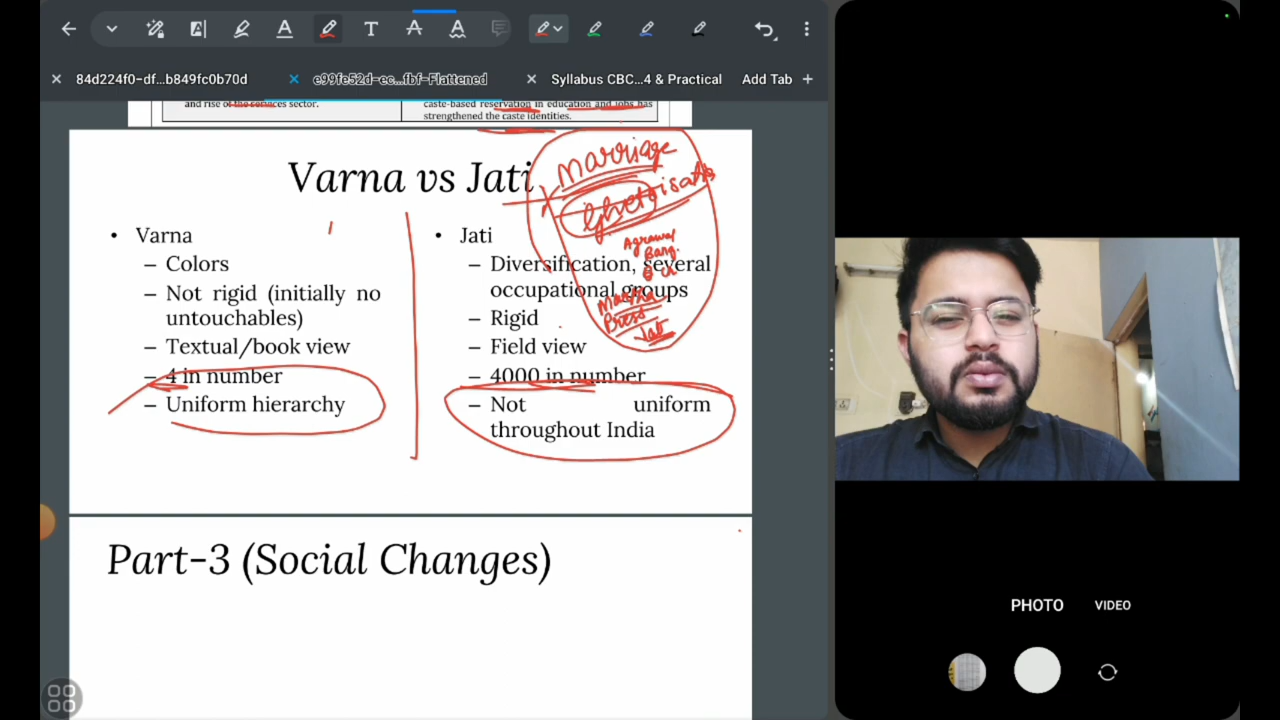 84d224f0-df...b849fc0b70d
e99fe52d-ec...fbf-Flattened
Syllabus CBC...4 & Practical
Add Tab +
and rise of the services sector.
caste-based reservation in education and jobs has
strengthened the caste identities.
Varna vs Jati
Marriage
• Varna
– Colors
– Not rigid (initially no
untouchables)
– Textual/book view
– 4 in number
– Uniform hierarchy
• Jati
– Diversification, several
occupational groups
– Rigid
– Field view
– 4000 in number
– Not uniform
throughout India
Agrawal
Part-3 (Social Changes)
PHOTO
VIDEO